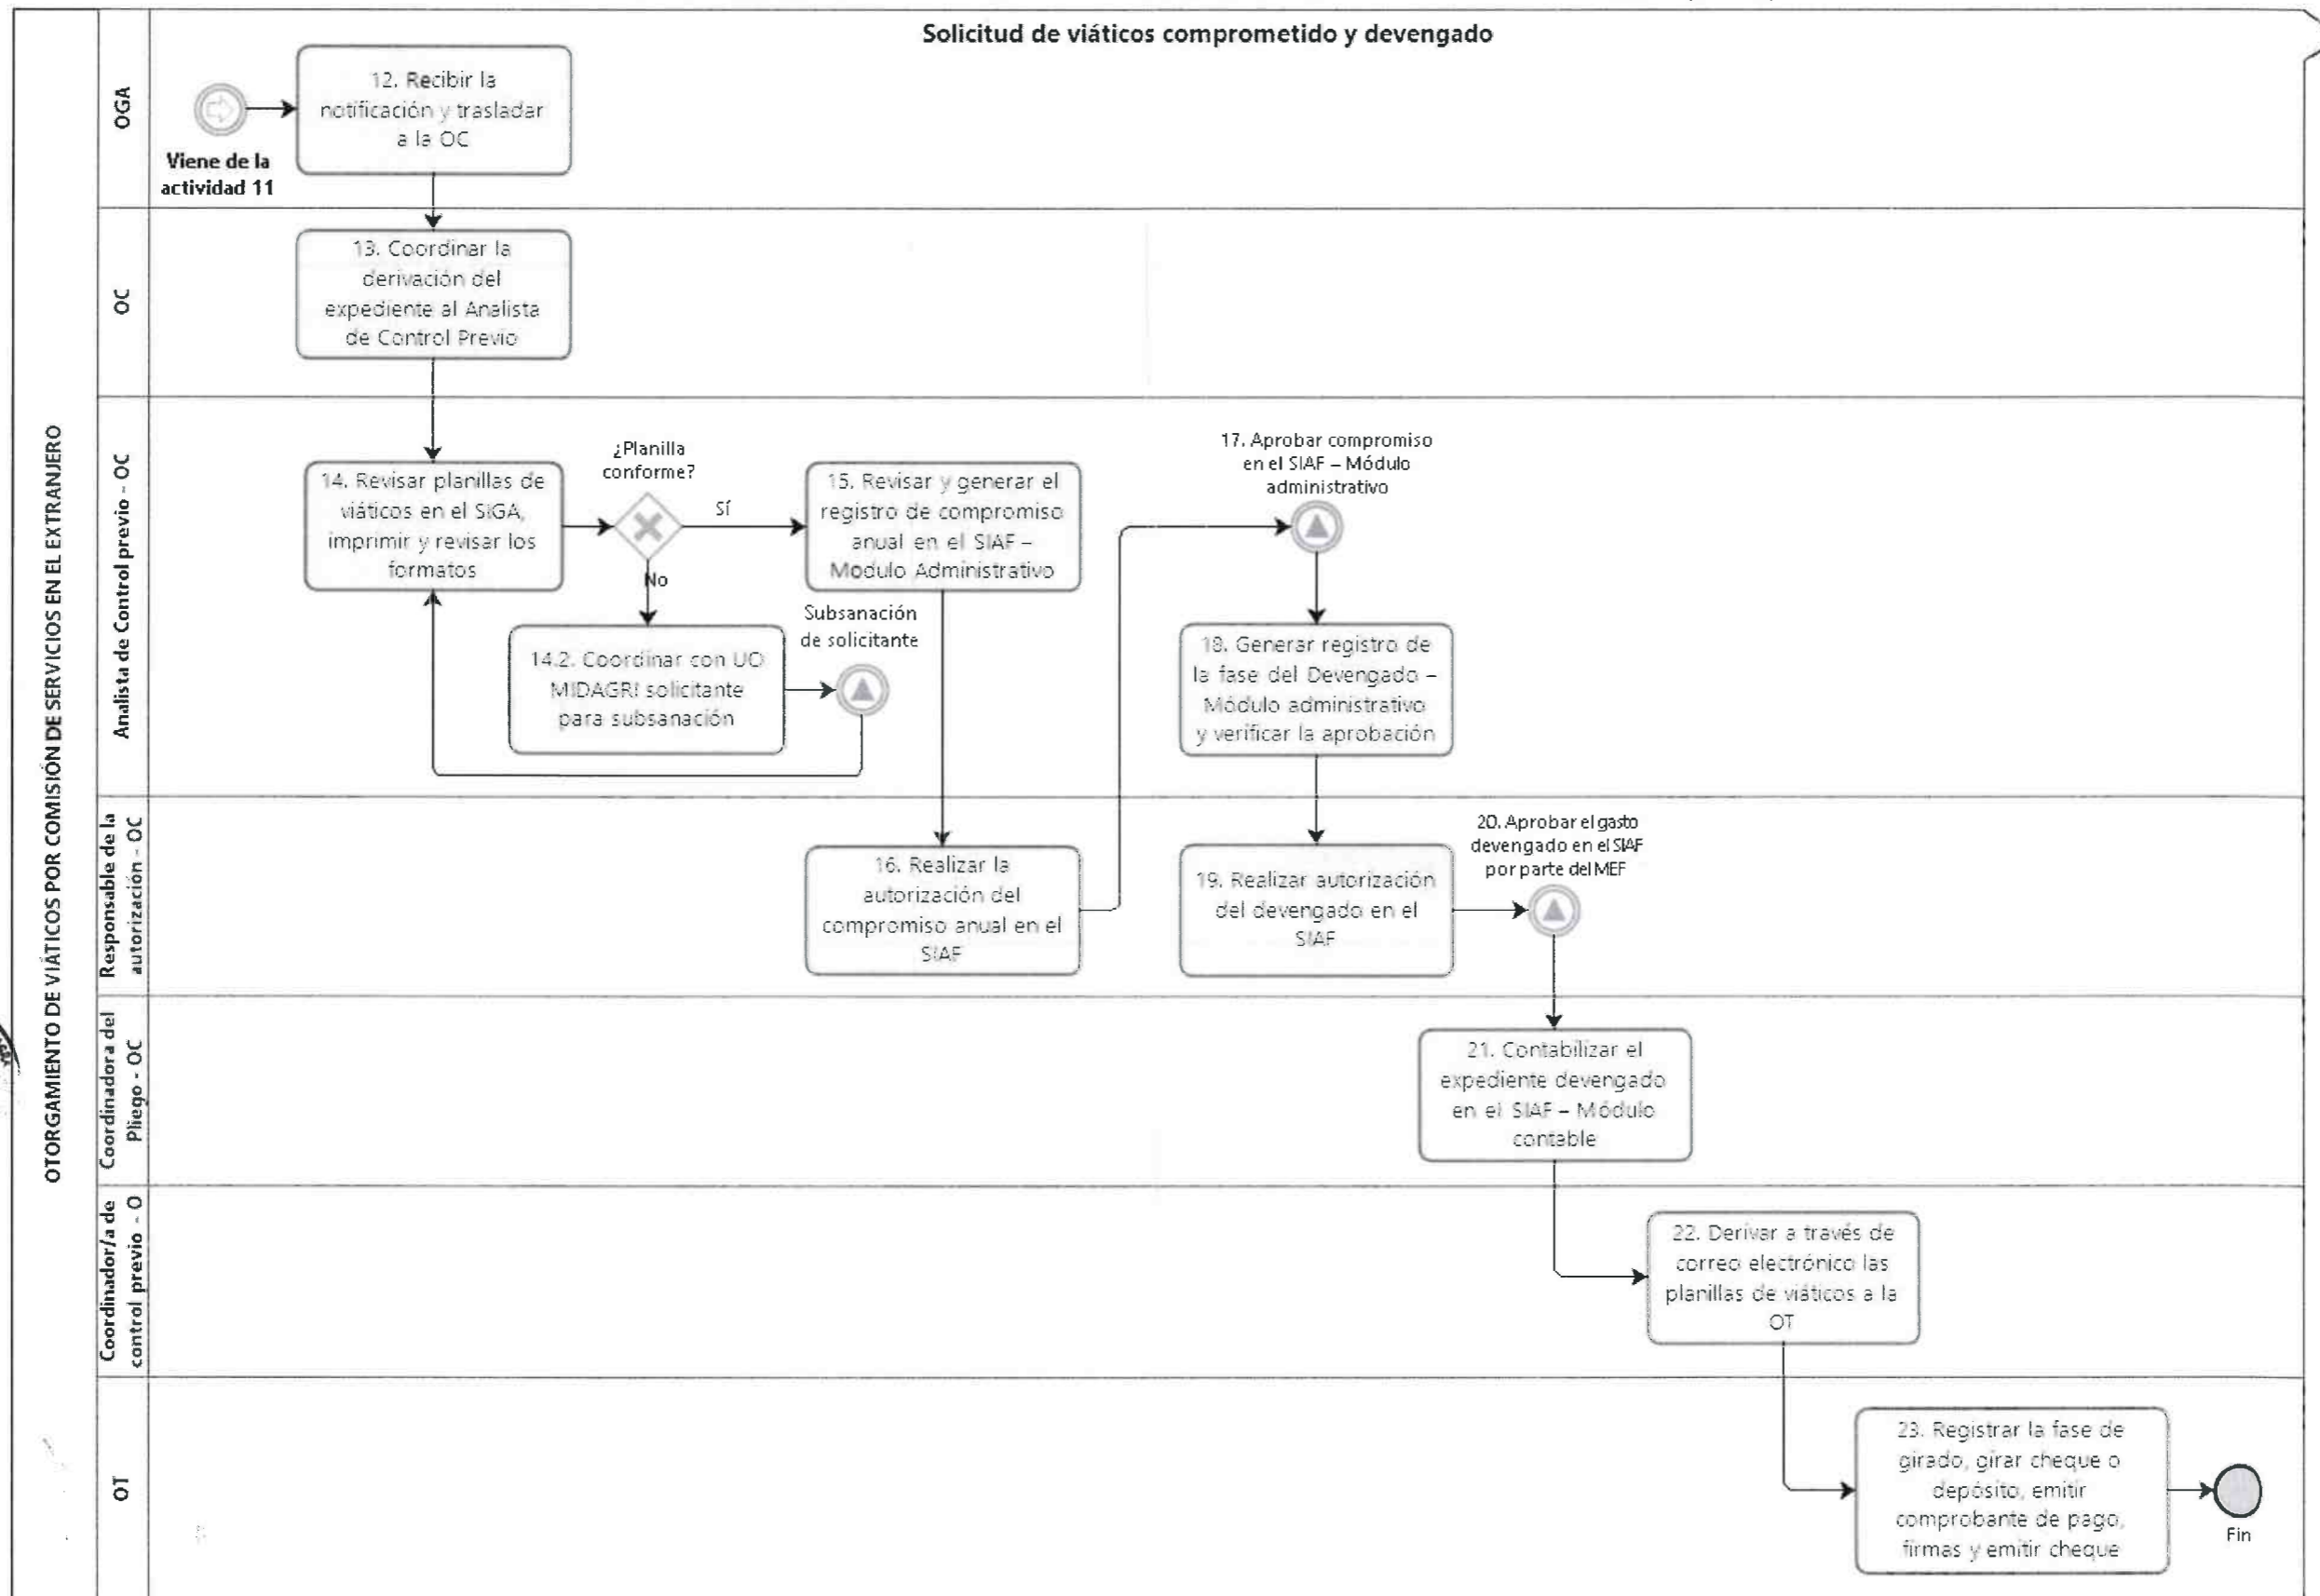 Solicitud de viáticos comprometido y devengado
OTORGAMIENTO DE VIÁTICOS POR COMISIÓN DE SERVICIOS EN EL EXTRANJERO
OGA
Viene de la
actividad 11
12. Recibir la
notificación y trasladar
a la OC
OC
13. Coordinar la
derivación del
expediente al Analista
de Control Previo
Analista de Control previo - OC
14. Revisar planillas de
viáticos en el SIGA,
imprimir y revisar los
formatos
¿Planilla
conforme?
Sí
No
15. Revisar y generar el
registro de compromiso
anual en el SIAF –
Modulo Administrativo
14.2. Coordinar con UO
MIDAGRI solicitante
para subsanación
Subsanación
de solicitante
17. Aprobar compromiso
en el SIAF – Módulo
administrativo
18. Generar registro de
la fase del Devengado –
Módulo administrativo
y verificar la aprobación
Responsable de la
autorización - OC
16. Realizar la
autorización del
compromiso anual en el
SIAF
19. Realizar autorización
del devengado en el
SIAF
20. Aprobar el gasto
devengado en el SIAF
por parte del MEF
Coordinadora del
Pliego - OC
21. Contabilizar el
expediente devengado
en el SIAF – Módulo
contable
Coordinador/a de
control previo - O
22. Derivar a través de
correo electrónico las
planillas de viáticos a la
OT
OT
23. Registrar la fase de
girado, girar cheque o
depósito, emitir
comprobante de pago,
firmas y emitir cheque
Fin